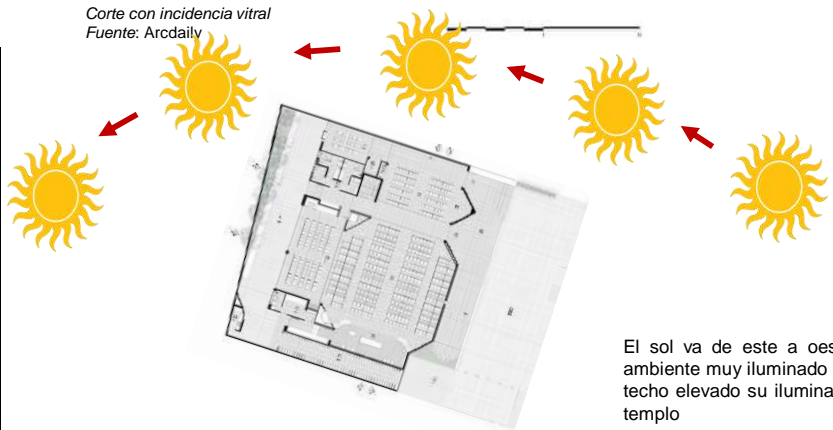 Corte con incidencia vitral
Fuente: Arcdaily
El sol va de este a oes
ambiente muy iluminado
techo elevado su ilumina
templo